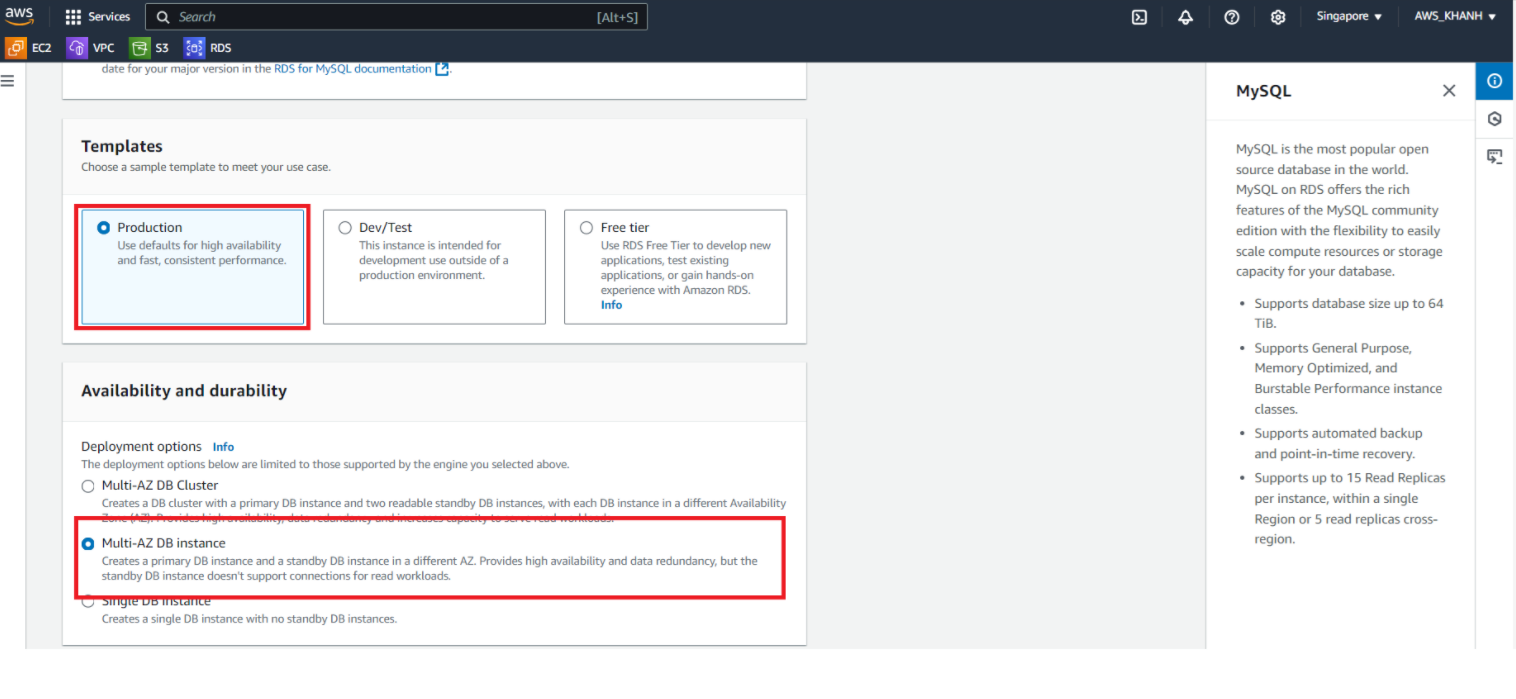 aws
Services
Search
[Alt+S]
Singapore
AWS_KHANH
EC2
VPC
S3
RDS
date for your major version in the RDS for MySQL documentation .
Templates
Choose a sample template to meet your use case.
Production
Use defaults for high availability
and fast, consistent performance.
Dev/Test
This instance is intended for
development use outside of a
production environment.
Free tier
Use RDS Free Tier to develop new
applications, test existing
applications, or gain hands-on
experience with Amazon RDS.
Info
Availability and durability
Deployment options Info
The deployment options below are limited to those supported by the engine you selected above.
Multi-AZ DB Cluster
Creates a DB cluster with a primary DB instance and two readable standby DB instances, with each DB instance in a different Availability
Zone (AZ). Provides high availability, data redundancy and increases capacity to serve read workloads.
Multi-AZ DB instance
Creates a primary DB instance and a standby DB instance in a different AZ. Provides high availability and data redundancy, but the
standby DB instance doesn't support connections for read workloads.
Single DB instance
Creates a single DB instance with no standby DB instances.
MySQL
MySQL is the most popular open
source database in the world.
MySQL on RDS offers the rich
features of the MySQL community
edition with the flexibility to easily
scale compute resources or storage
capacity for your database.
• Supports database size up to 64
TiB.
• Supports General Purpose,
Memory Optimized, and
Burstable Performance instance
classes.
• Supports automated backup
and point-in-time recovery.
• Supports up to 15 Read Replicas
per instance, within a single
Region or 5 read replicas cross-
region.